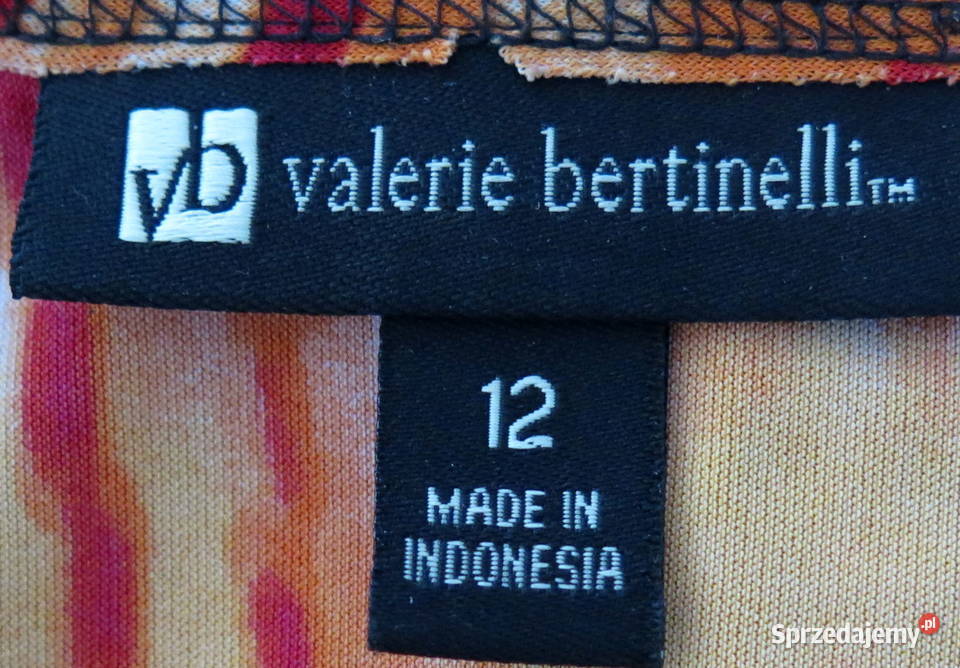 vb valerie bertinelli™
12
MADE IN
INDONESIA
Sprzedajemy.pl